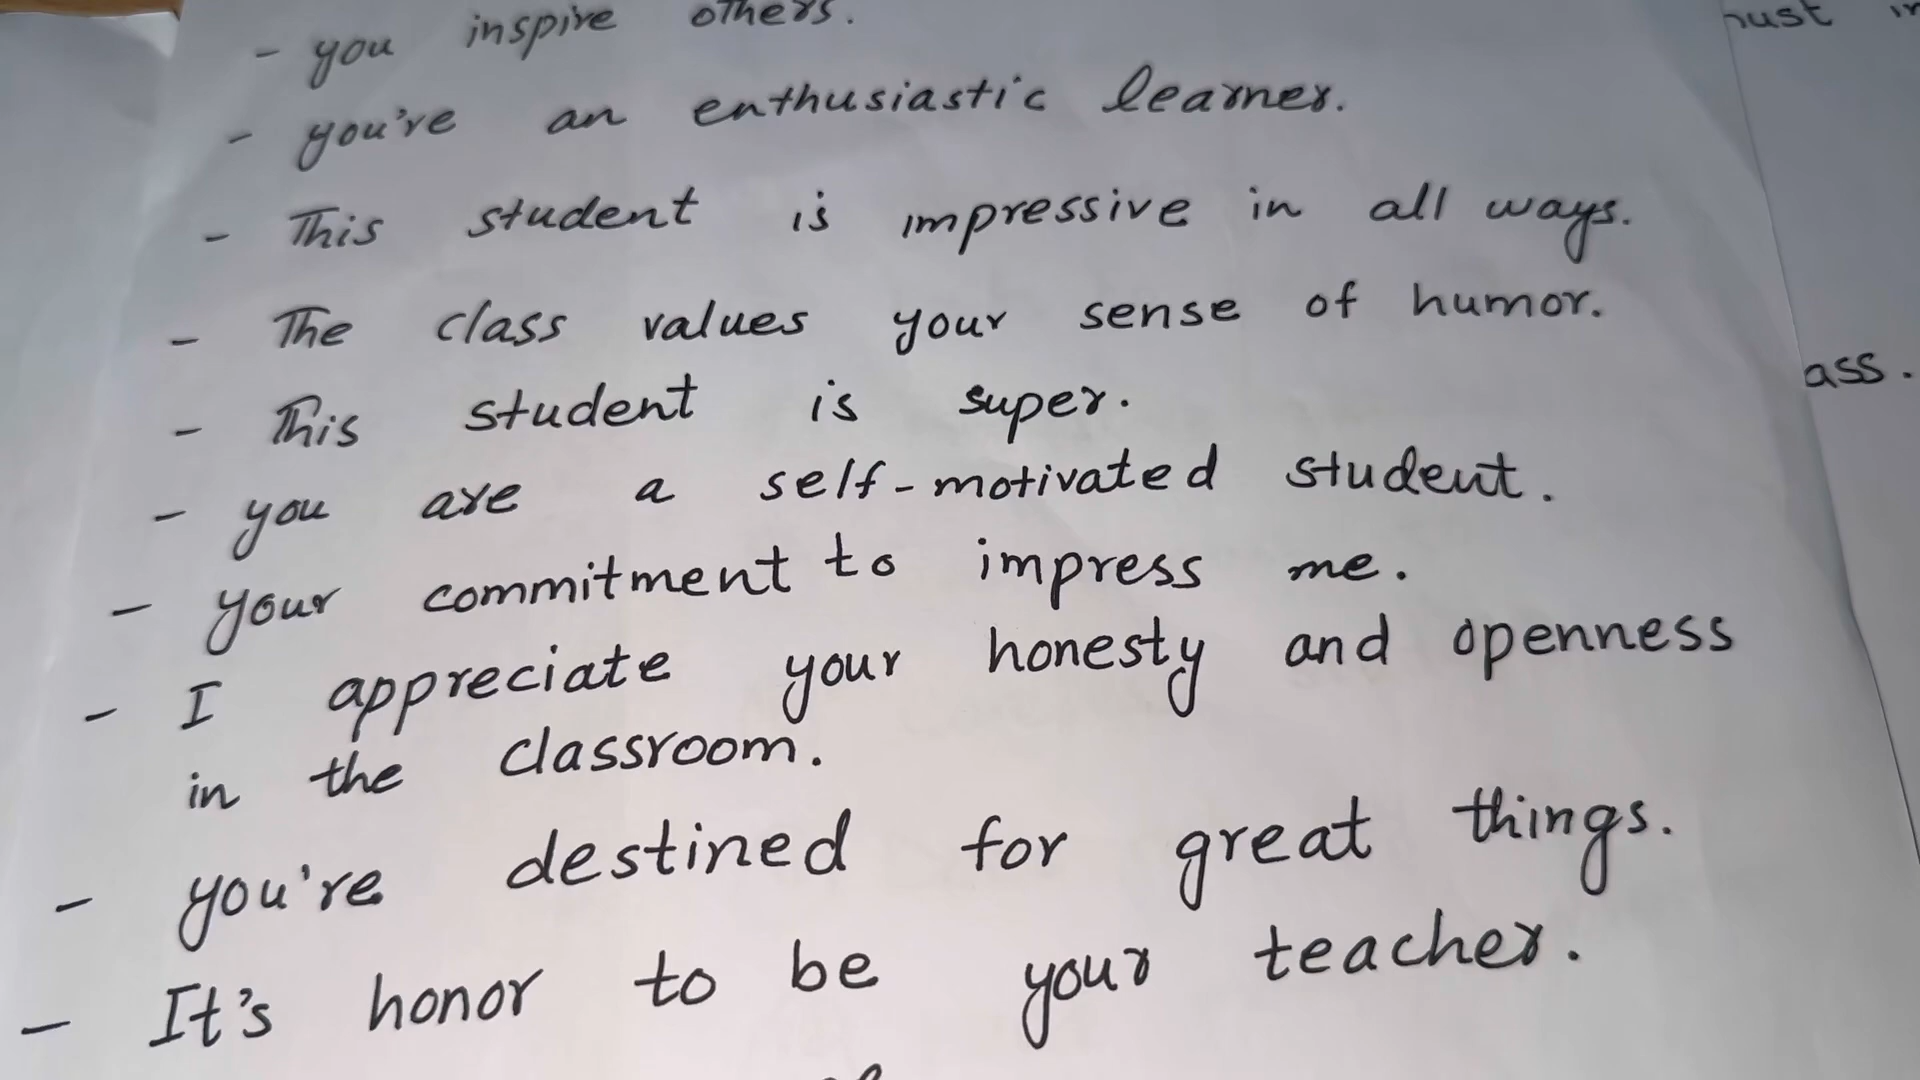 - you inspire others.
- you're an enthusiastic learner.
- This student is impressive in all ways.
- The class values your sense of humor.
- This student is super.
- you are a self-motivated student.
- your commitment to impress me.
- I appreciate your honesty and openness
in the classroom.
- you're destined for great things.
- It's honor to be your teacher.